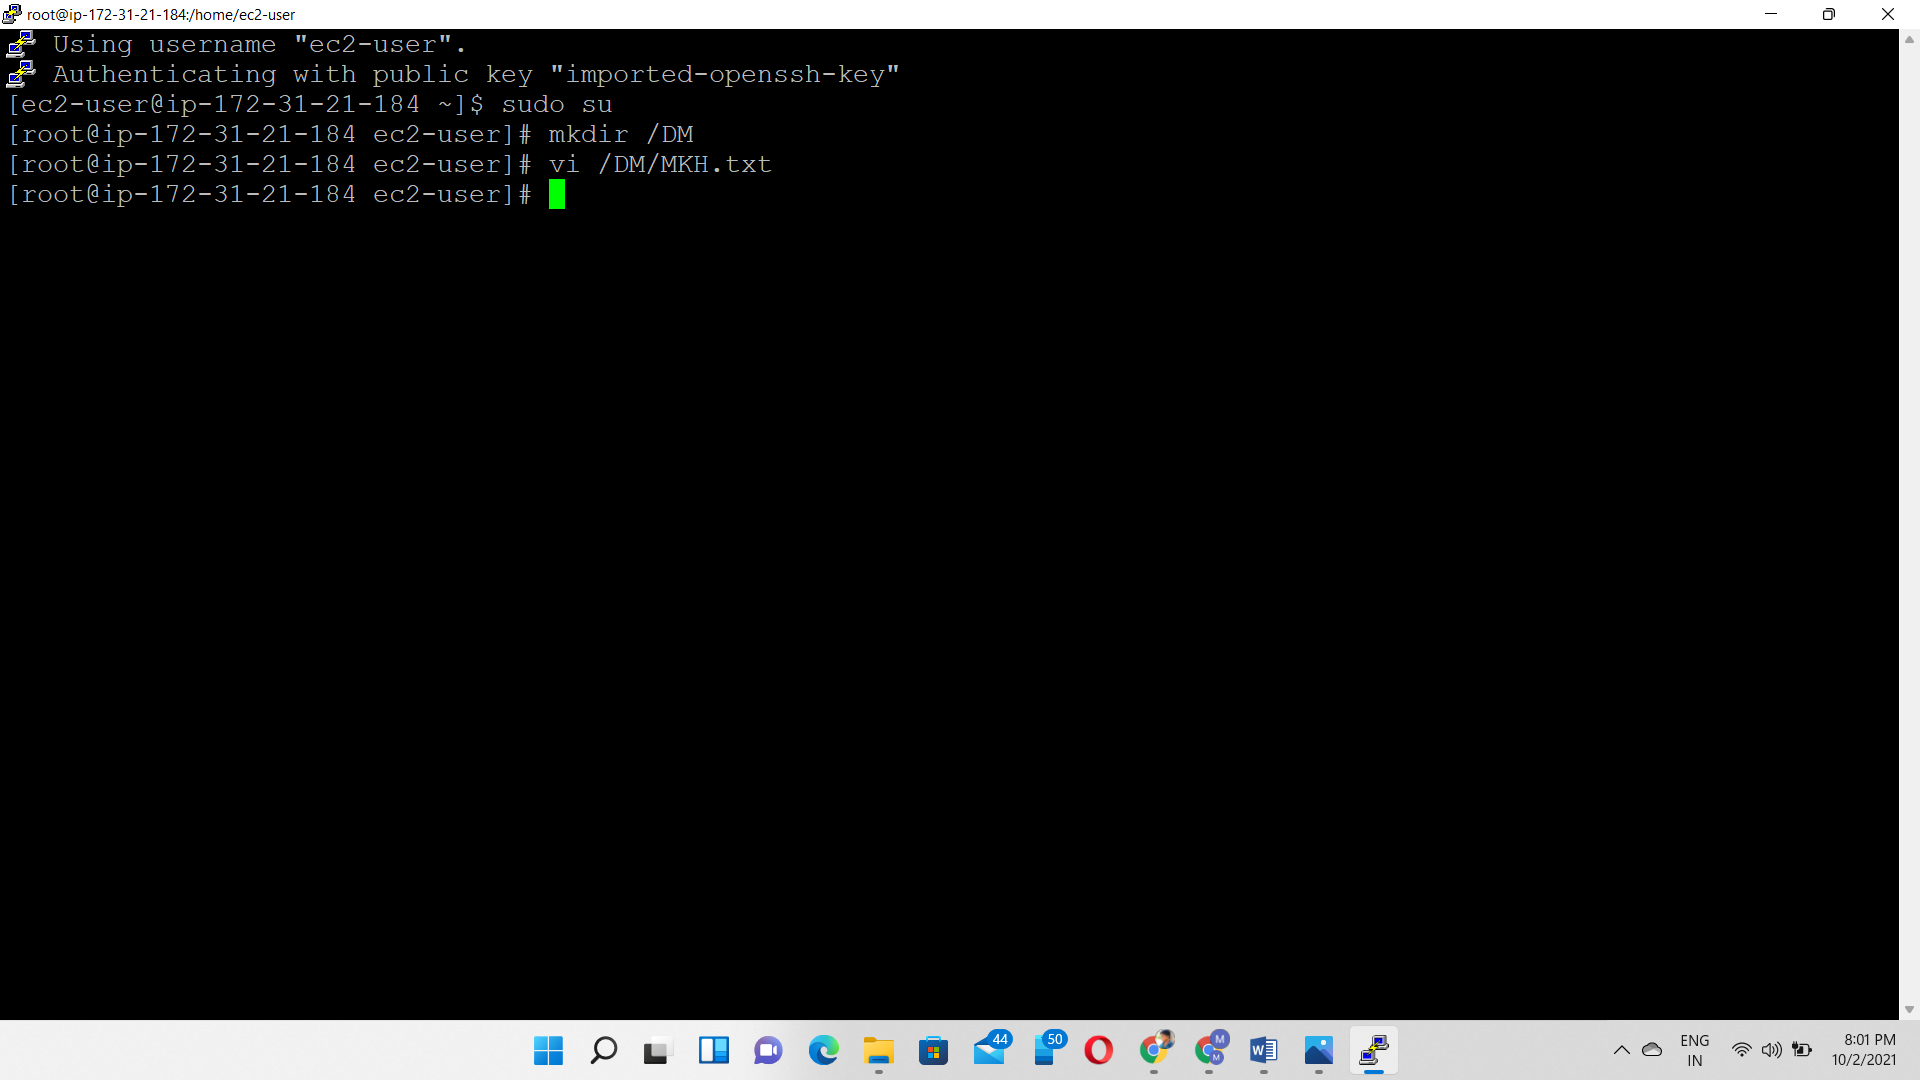 root@ip-172-31-21-184:/home/ec2-user
Using username "ec2-user".
Authenticating with public key "imported-openssh-key"
[ec2-user@ip-172-31-21-184 ~]$ sudo su
[root@ip-172-31-21-184 ec2-user]# mkdir /DM
[root@ip-172-31-21-184 ec2-user]# vi /DM/MKH.txt
[root@ip-172-31-21-184 ec2-user]#
44
50
M
M
W
ENG
IN
8:01 PM
10/2/2021